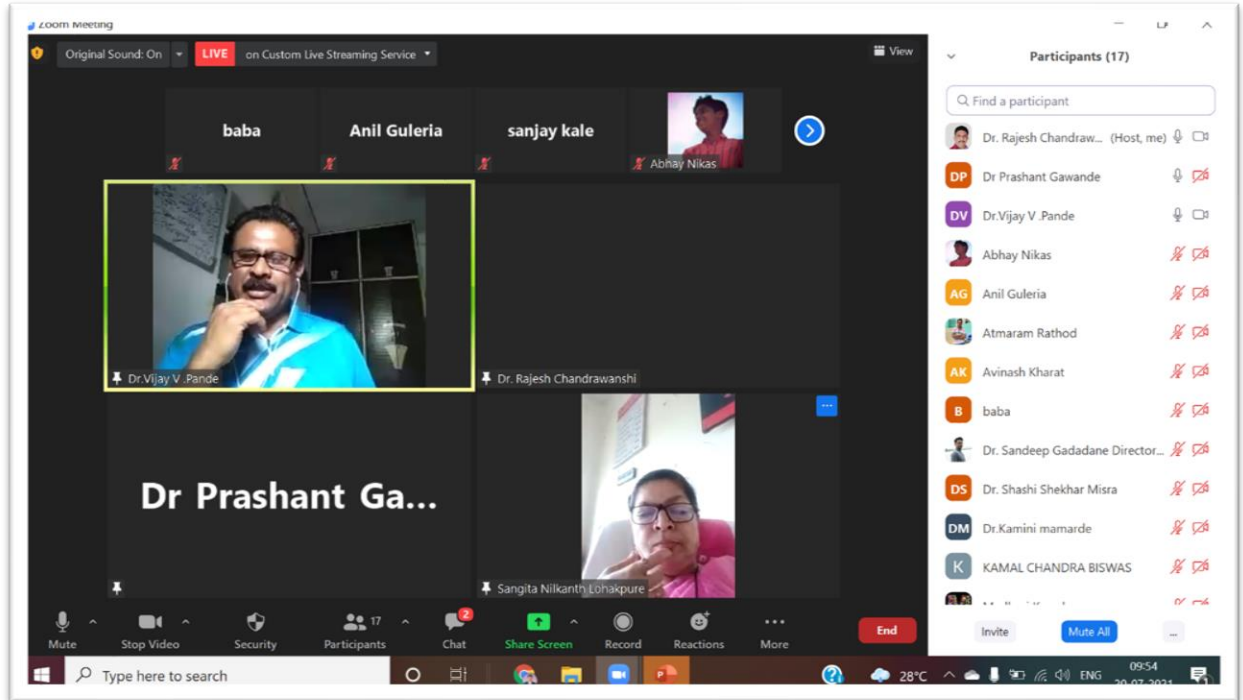 Zoom Meeting
Original Sound: On
LIVE on Custom Live Streaming Service
View
baba
Anil Guleria
sanjay kale
Abhay Nikas
Dr.Vijay V .Pande
Dr. Rajesh Chandrawanshi
Dr Prashant Ga...
Sangita Nilkanth Lohakpure
Mute
Stop Video
Security
17
Participants
2
Chat
Share Screen
Record
Reactions
More
End
Participants (17)
Find a participant
Dr. Rajesh Chandraw... (Host, me)
DP Dr Prashant Gawande
DV Dr.Vijay V .Pande
Abhay Nikas
AG Anil Guleria
Atmaram Rathod
AK Avinash Kharat
B baba
Dr. Sandeep Gadadane Director...
DS Dr. Shashi Shekhar Misra
DM Dr.Kamini mamarde
K KAMAL CHANDRA BISWAS
Invite
Mute All
...
Type here to search
28°C
ENG
09:54
20-07-2021
1